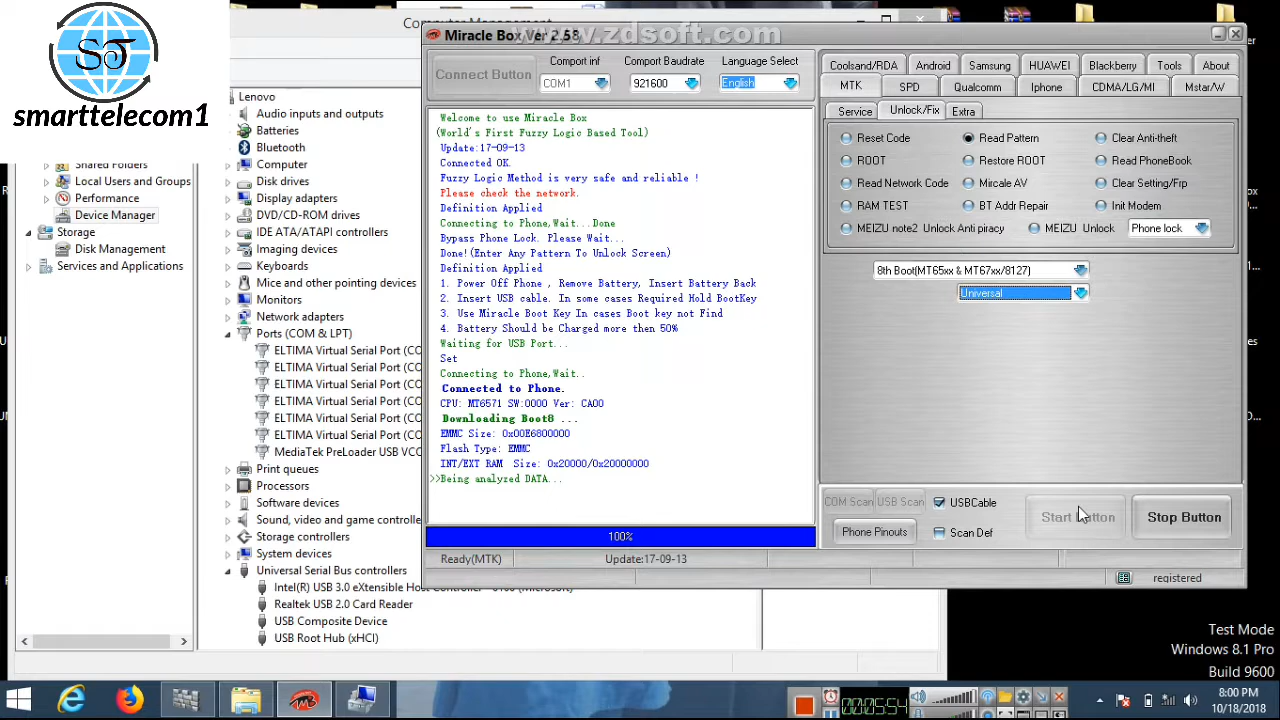 ST
smarttelecom1
Computer Management
www.zdsoft.com
Miracle Box Ver 2.58
Connect Button
Comport inf
Comport Baudrate
Language Select
COM1
921600
English
Welcome to use Miracle Box
(World's First Fuzzy Logic Based Tool)
Update:17-09-13
Connected OK.
Fuzzy Logic Method is very safe and reliable !
Please check the network.
Definition Applied
Connecting to Phone,Wait...Done
Bypass Phone Lock. Please Wait...
Done!(Enter Any Pattern To Unlock Screen)
Definition Applied
1. Power Off Phone , Remove Battery, Insert Battery Back
2. Insert USB cable. In some cases Required Hold BootKey
3. Use Miracle Boot Key In cases Boot key not Find
4. Battery Should be Charged more then 50%
Waiting for USB Port...
Set
Connecting to Phone,Wait..
Connected to Phone.
CPU: MT6571 SW:0000 Ver: CA00
Downloading Boot8 ...
EMMC Size: 0x00E6800000
Flash Type: EMMC
INT/EXT RAM Size: 0x20000/0x20000000
>>Being analyzed DATA...
100%
Ready(MTK)
Update:17-09-13
registered
Coolsand/RDA
Android
Samsung
HUAWEI
Blackberry
Tools
About
MTK
SPD
Qualcomm
Iphone
CDMA/LG/MI
Mstar/W
Service
Unlock/Fix
Extra
Reset Code
Read Pattern
Clear Anti-theft
ROOT
Restore ROOT
Read Phonebook
Read Network Code
Mircale AV
Clear Setting/Frp
RAM TEST
BT Addr Repair
Init Modem
MEIZU note2 Unlock Anti piracy
MEIZU Unlock
Phone lock
8th Boot(MT65xx & MT67xx/8127)
Universal
COM Scan
USB Scan
USBCable
Start Button
Stop Button
Phone Pinouts
Scan Def
Shared Folders
Local Users and Groups
Performance
Device Manager
Storage
Disk Management
Services and Applications
Lenovo
Audio inputs and outputs
Batteries
Bluetooth
Computer
Disk drives
Display adapters
DVD/CD-ROM drives
IDE ATA/ATAPI controllers
Imaging devices
Keyboards
Mice and other pointing devices
Monitors
Network adapters
Ports (COM & LPT)
ELTIMA Virtual Serial Port (CO
ELTIMA Virtual Serial Port (CO
ELTIMA Virtual Serial Port (CO
ELTIMA Virtual Serial Port (CO
ELTIMA Virtual Serial Port (CO
ELTIMA Virtual Serial Port (CO
MediaTek PreLoader USB VCO
Print queues
Processors
Software devices
Sound, video and game controlle
Storage controllers
System devices
Universal Serial Bus controllers
Intel(R) USB 3.0 eXtensible Host Controller - 0100 (Microsoft)
Realtek USB 2.0 Card Reader
USB Composite Device
USB Root Hub (xHCI)
Test Mode
Windows 8.1 Pro
Build 9600
00:05:54
8:00 PM
10/18/2018